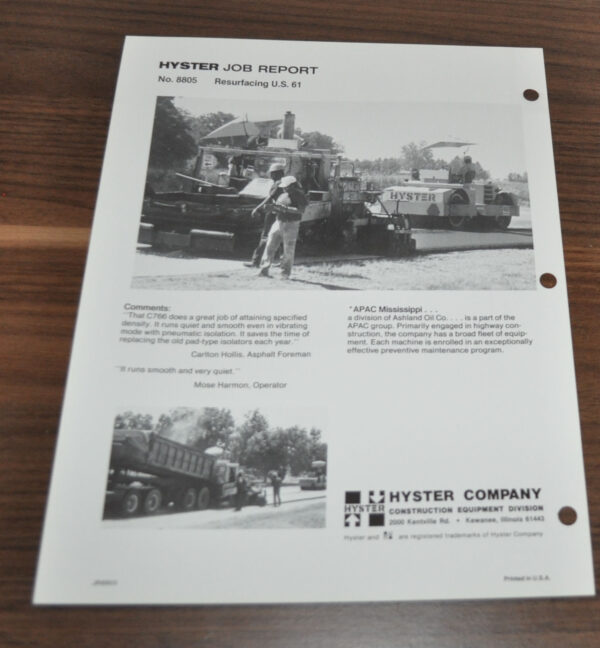 HYSTER JOB REPORT
No. 8805 Resurfacing U.S. 61
HYSTER
Comments:
"That C766 does a great job of attaining specified
density. It runs quiet and smooth even in vibrating
mode with pneumatic isolation. It saves the time of
replacing the old pad-type isolators each year."
Carlton Hollis, Asphalt Foreman
"It runs smooth and very quiet."
Mose Harmon, Operator
*APAC Mississippi . . .
a division of Ashland Oil Co. . . . is a part of the
APAC group. Primarily engaged in highway con-
struction, the company has a broad fleet of equip-
ment. Each machine is enrolled in an exceptionally
effective preventive maintenance program.
HYSTER
HYSTER COMPANY
CONSTRUCTION EQUIPMENT DIVISION
2000 Kentville Rd. • Kewanee, Illinois 61443
Hyster and are registered trademarks of Hyster Company
Printed in U.S.A.